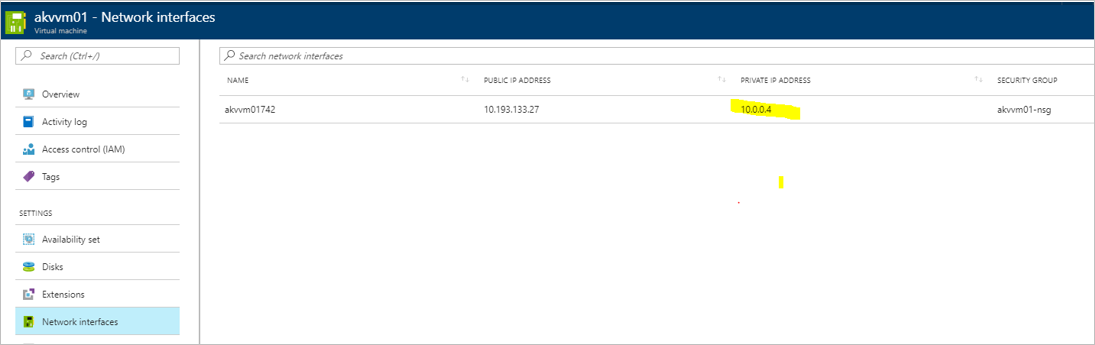 akvvm01 - Network interfaces
Virtual machine
Search (Ctrl+/)
Overview
Activity log
Access control (IAM)
Tags
SETTINGS
Availability set
Disks
Extensions
Network interfaces
Search network interfaces
NAME PUBLIC IP ADDRESS PRIVATE IP ADDRESS SECURITY GROUP
akvvm01742 10.193.133.27 10.0.0.4 akvvm01-nsg